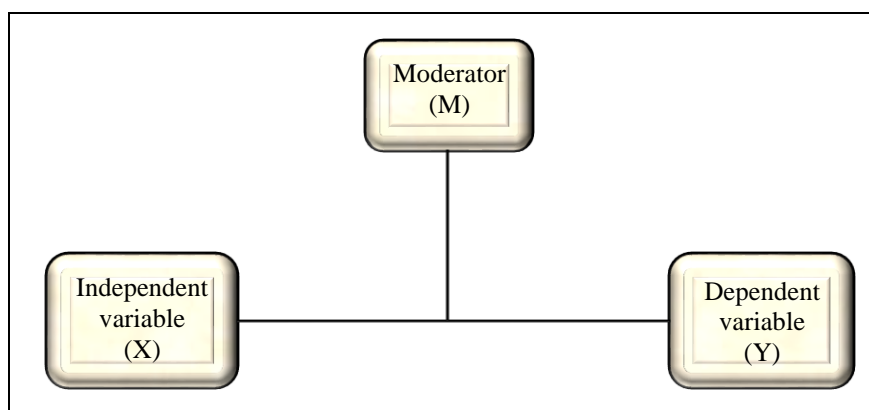 Moderator
(M)
Independent
variable
(X)
Dependent
variable
(Y)